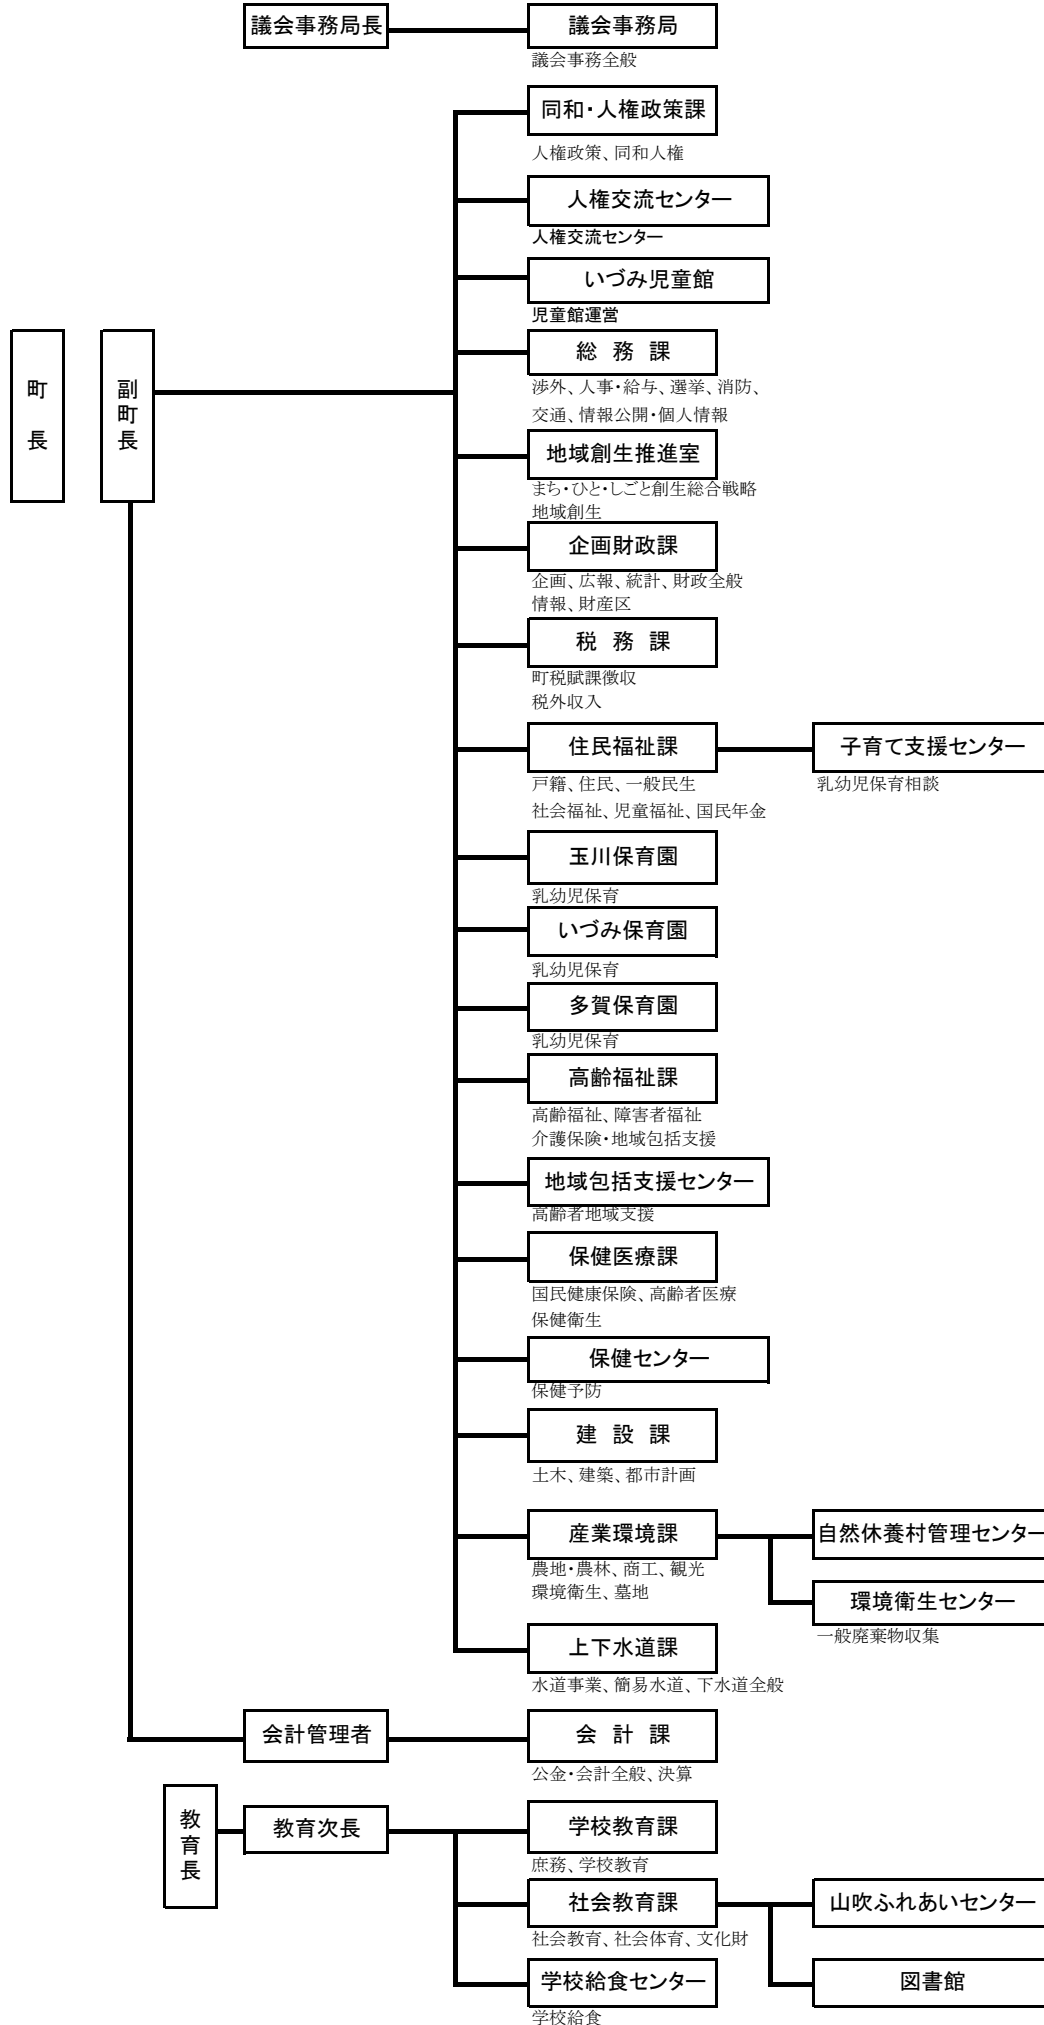 議会事務局長
議会事務局
議会事務全般
同和・人権政策課
人権政策、同和人権
人権交流センター
人権交流センター
いづみ児童館
児童館運営
町長
副町長
総 務 課
渉外、人事・給与、選挙、消防、
交通、情報公開・個人情報
地域創生推進室
まち・ひと・しごと創生総合戦略
地域創生
企画財政課
企画、広報、統計、財政全般
情報、財産区
税 務 課
町税賦課徴収
税外収入
住民福祉課
子育て支援センター
戸籍、住民、一般民生
乳幼児保育相談
社会福祉、児童福祉、国民年金
玉川保育園
乳幼児保育
いづみ保育園
乳幼児保育
多賀保育園
乳幼児保育
高齢福祉課
高齢福祉、障害者福祉
介護保険・地域包括支援
地域包括支援センター
高齢者地域支援
保健医療課
国民健康保険、高齢者医療
保健衛生
保健センター
保健予防
建 設 課
土木、建築、都市計画
産業環境課
自然休養村管理センター
農地・農林、商工、観光
環境衛生、墓地
環境衛生センター
一般廃棄物収集
上下水道課
水道事業、簡易水道、下水道全般
会計管理者
会 計 課
公金・会計全般、決算
教育長
教育次長
学校教育課
庶務、学校教育
社会教育課
山吹ふれあいセンター
社会教育、社会体育、文化財
学校給食センター
図書館
学校給食